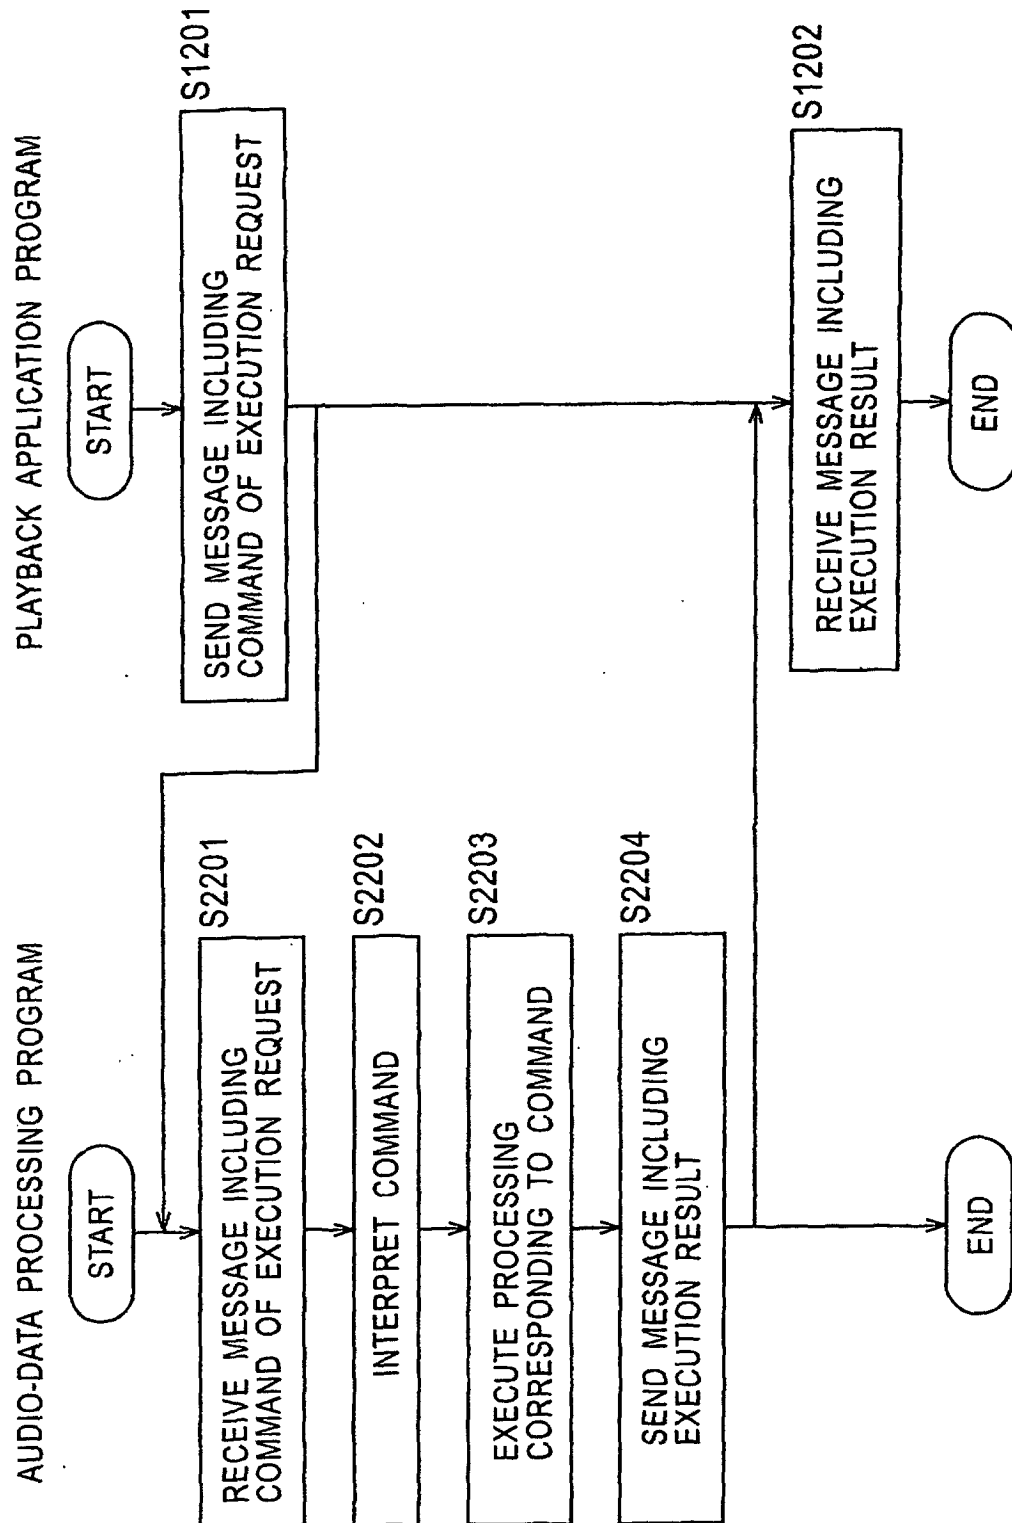 AUDIO-DATA PROCESSING PROGRAM
START
RECEIVE MESSAGE INCLUDING
COMMAND OF EXECUTION REQUEST
S2201
INTERPRET COMMAND
S2202
EXECUTE PROCESSING
CORRESPONDING TO COMMAND
S2203
SEND MESSAGE INCLUDING
EXECUTION RESULT
S2204
END
PLAYBACK APPLICATION PROGRAM
START
SEND MESSAGE INCLUDING
COMMAND OF EXECUTION REQUEST
S1201
RECEIVE MESSAGE INCLUDING
EXECUTION RESULT
S1202
END